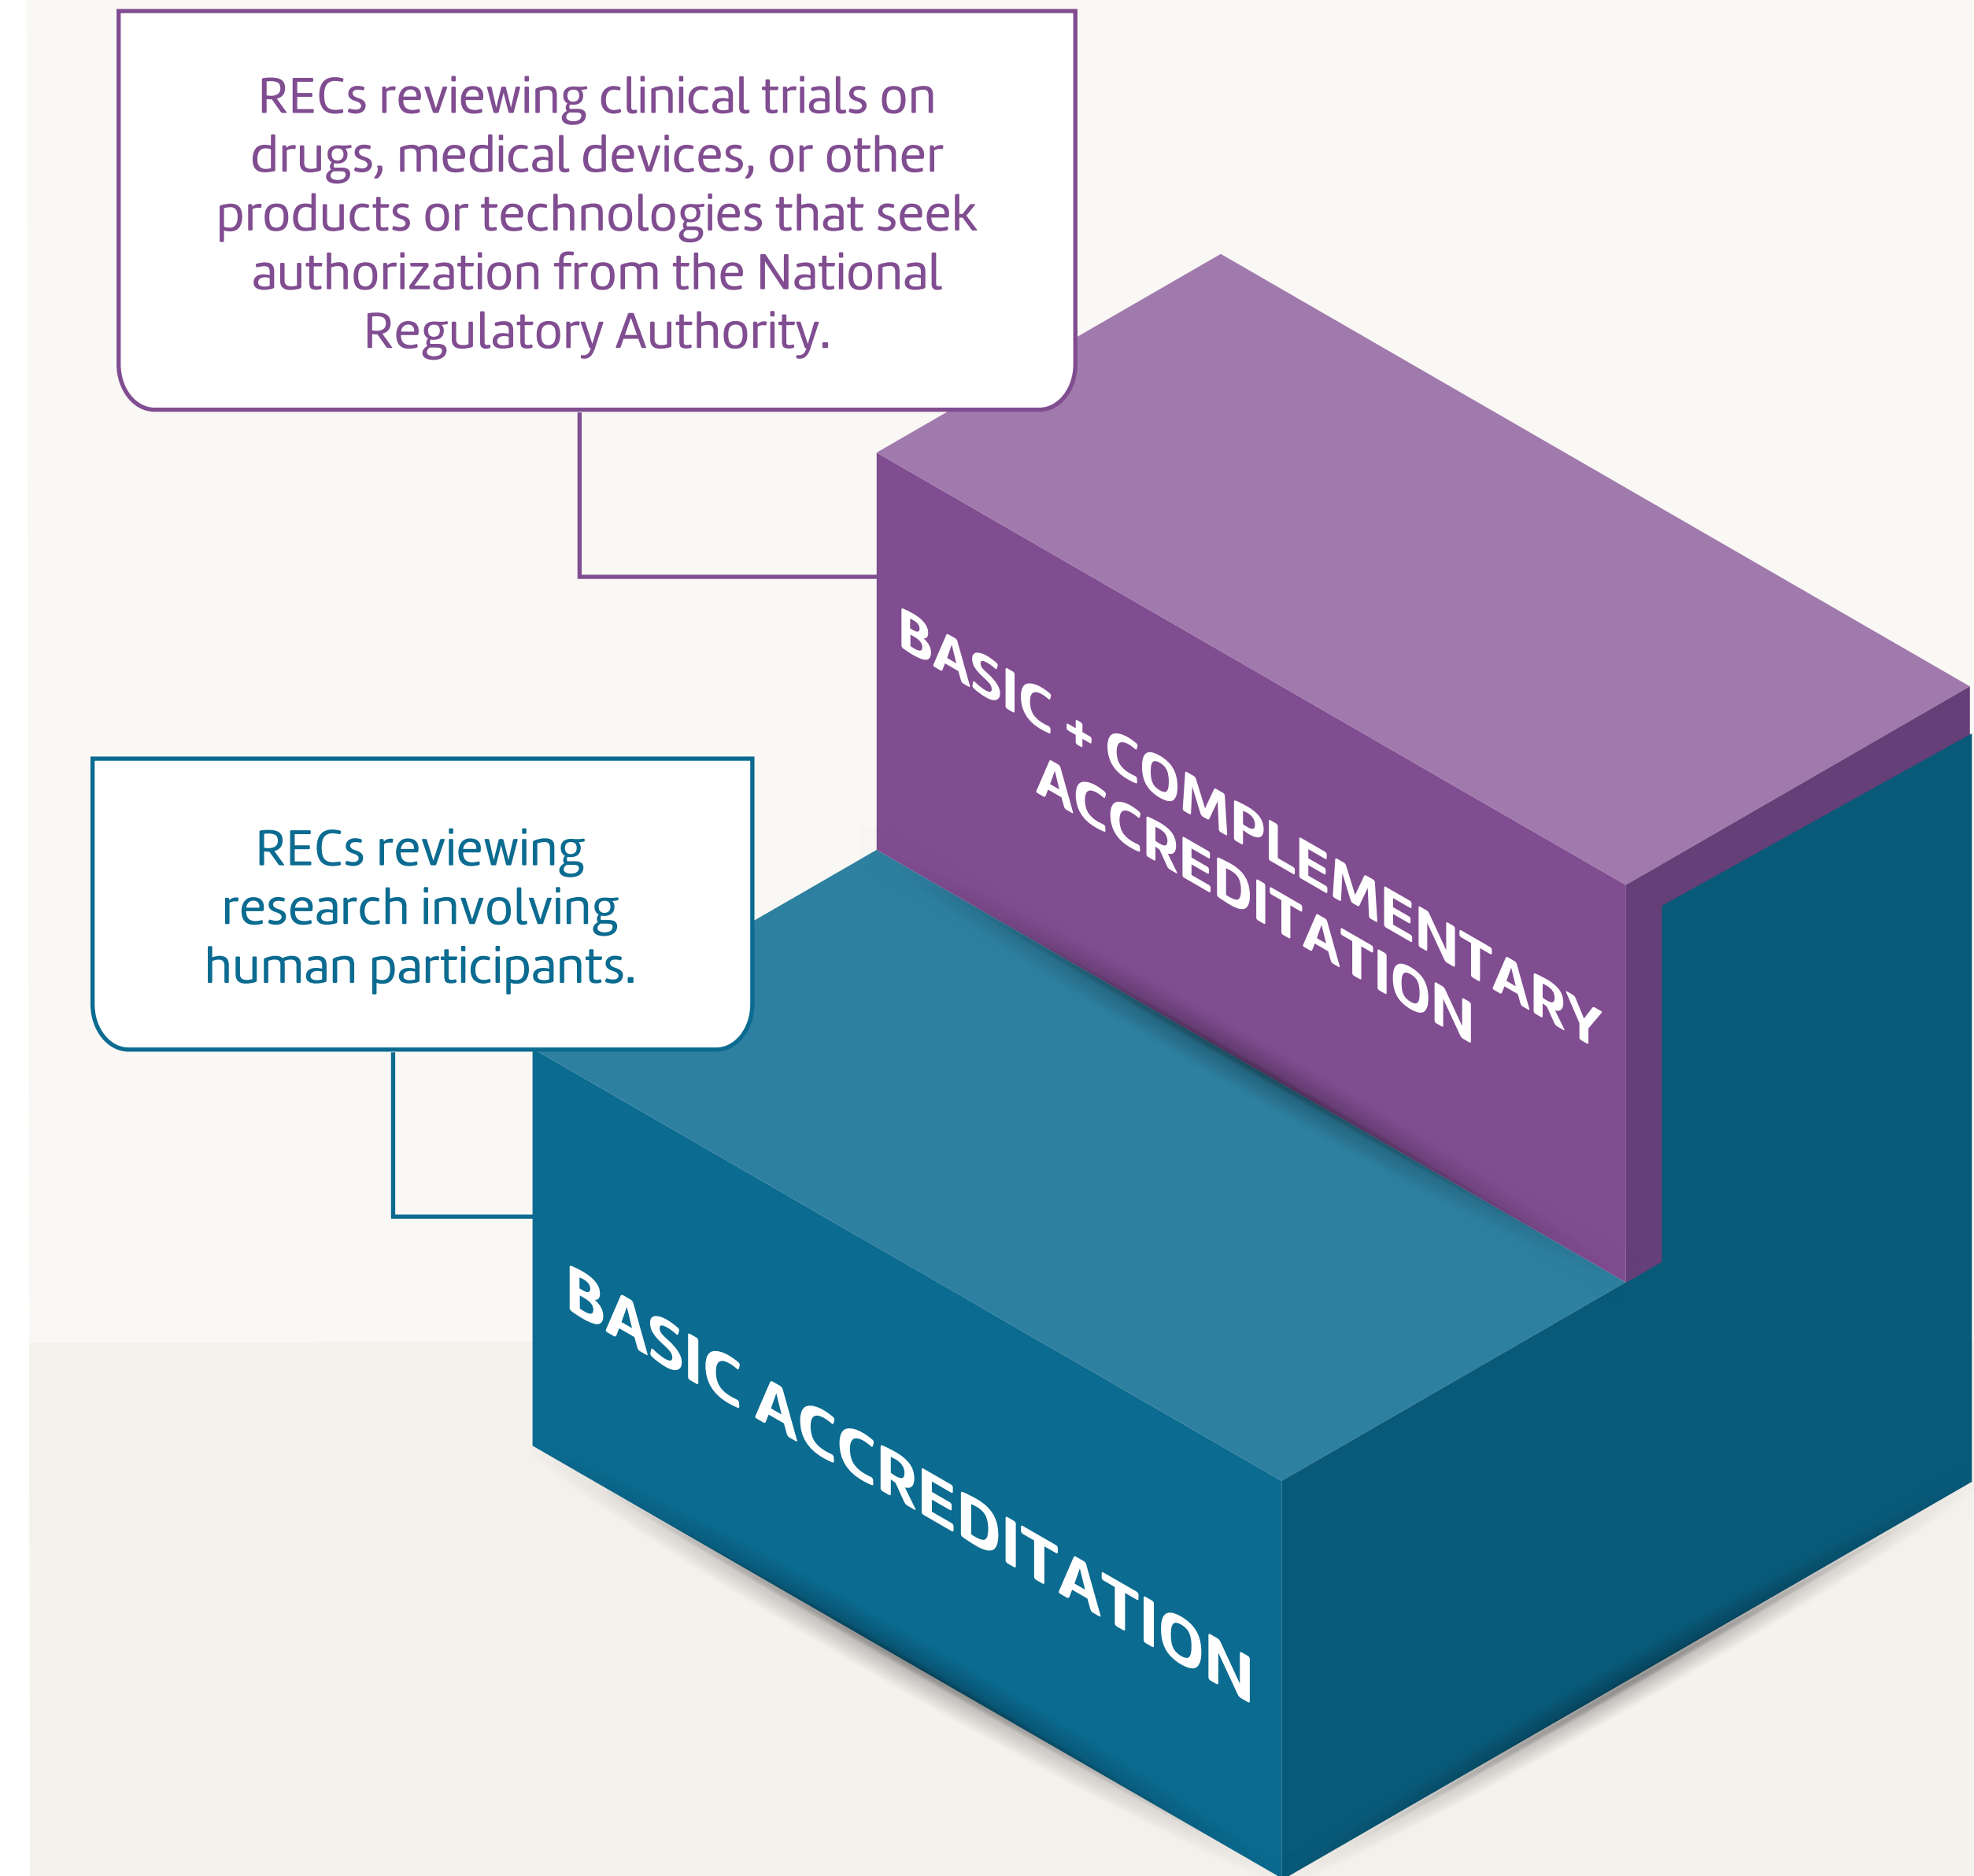 RECs reviewing clinical trials on
drugs, medical devices, or other
products or technologies that seek
authorization from the National
Regulatory Authority.
BASIC + COMPLEMENTARY
ACCREDITATION
RECs reviewing
research involving
human participants.
BASIC ACCREDITATION